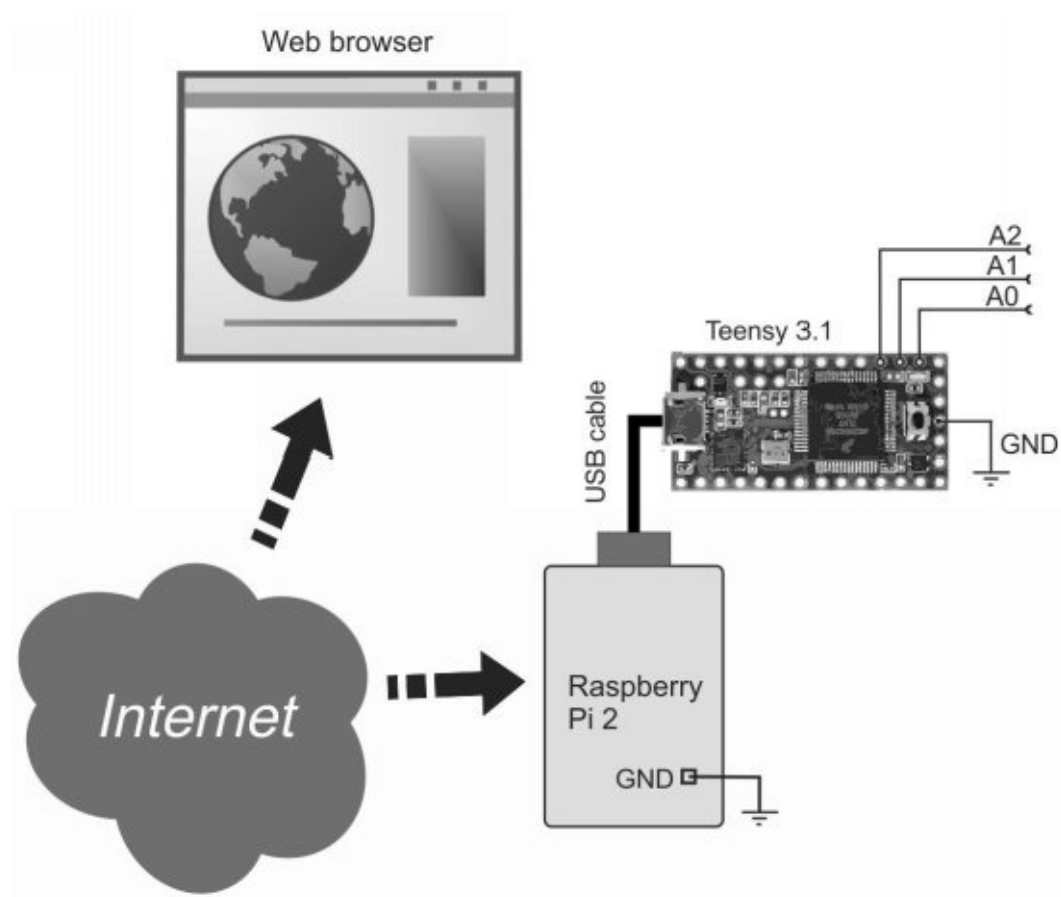 Web browser
A2
A1
A0
Teensy 3.1
USB cable
GND
Internet
Raspberry
Pi 2
GND